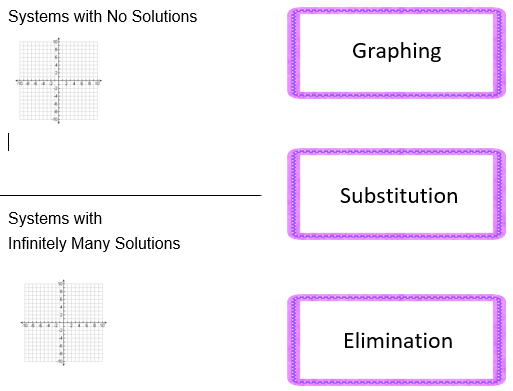 Systems with No Solutions
Graphing
Substitution
Systems with
Infinitely Many Solutions
Elimination